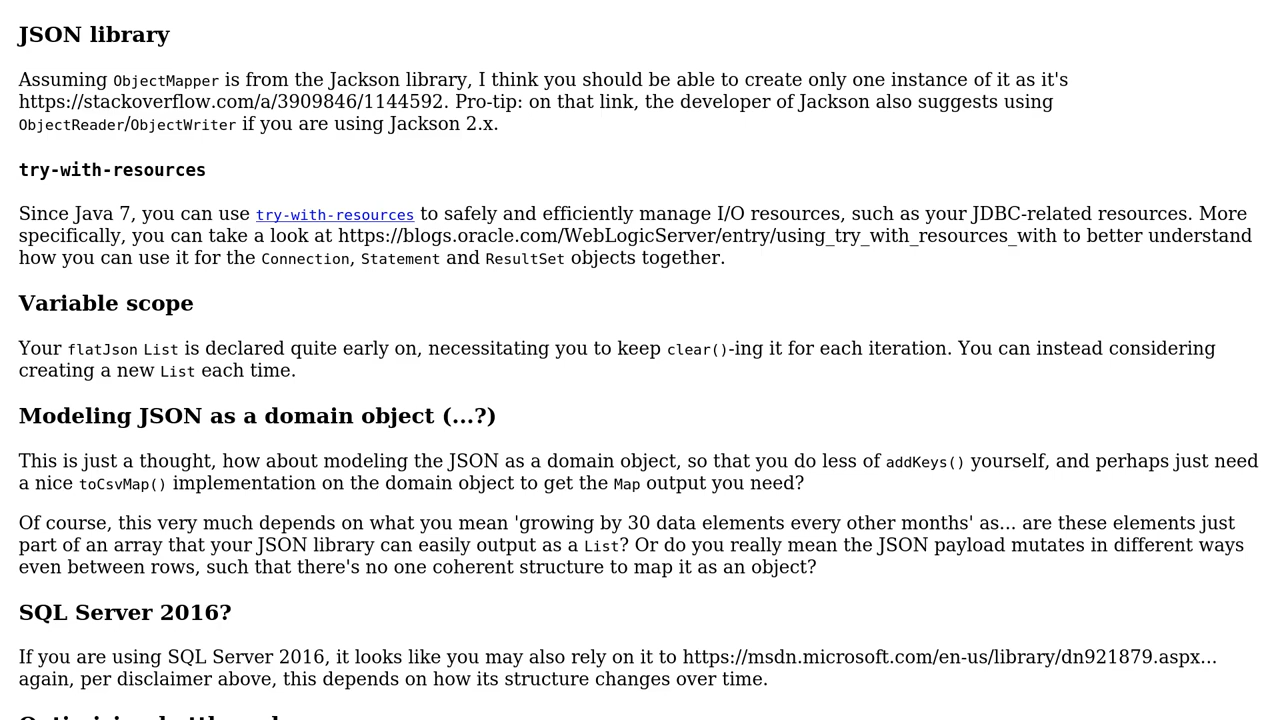 JSON library
Assuming ObjectMapper is from the Jackson library, I think you should be able to create only one instance of it as it's
https://stackoverflow.com/a/3909846/1144592. Pro-tip: on that link, the developer of Jackson also suggests using
ObjectReader/ObjectWriter if you are using Jackson 2.x.
try-with-resources
Since Java 7, you can use try-with-resources to safely and efficiently manage I/O resources, such as your JDBC-related resources. More
specifically, you can take a look at https://blogs.oracle.com/WebLogicServer/entry/using_try_with_resources_with to better understand
how you can use it for the Connection, Statement and ResultSet objects together.
Variable scope
Your flatJson List is declared quite early on, necessitating you to keep clear()-ing it for each iteration. You can instead considering
creating a new List each time.
Modeling JSON as a domain object (...?)
This is just a thought, how about modeling the JSON as a domain object, so that you do less of addKeys() yourself, and perhaps just need
a nice toCsvMap() implementation on the domain object to get the Map output you need?
Of course, this very much depends on what you mean 'growing by 30 data elements every other months' as... are these elements just
part of an array that your JSON library can easily output as a List? Or do you really mean the JSON payload mutates in different ways
even between rows, such that there's no one coherent structure to map it as an object?
SQL Server 2016?
If you are using SQL Server 2016, it looks like you may also rely on it to https://msdn.microsoft.com/en-us/library/dn921879.aspx...
again, per disclaimer above, this depends on how its structure changes over time.